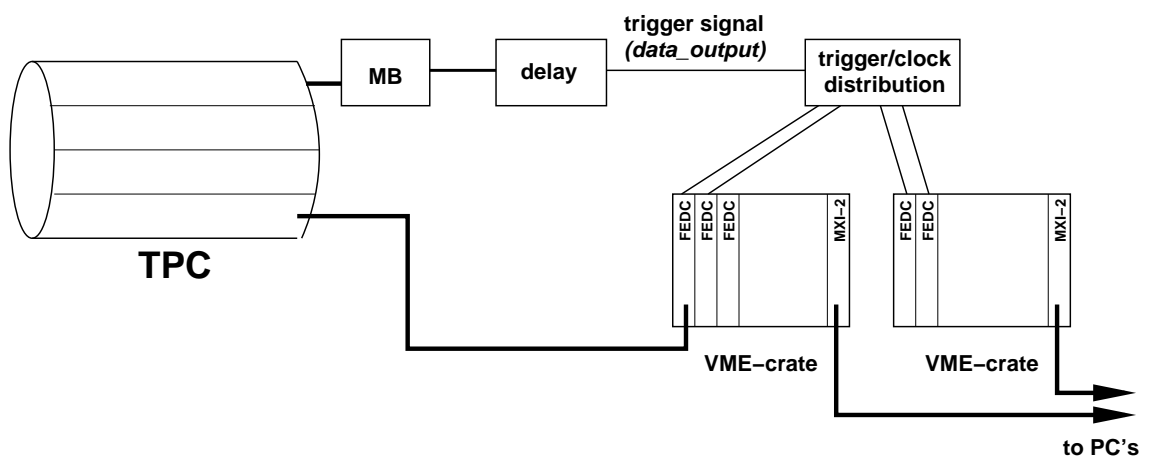 trigger signal
(data_output)
MB
delay
trigger/clock
distribution
TPC
FEDC
FEDC
FEDC
MXI−2
FEDC
FEDC
MXI−2
VME−crate
VME−crate
to PC's